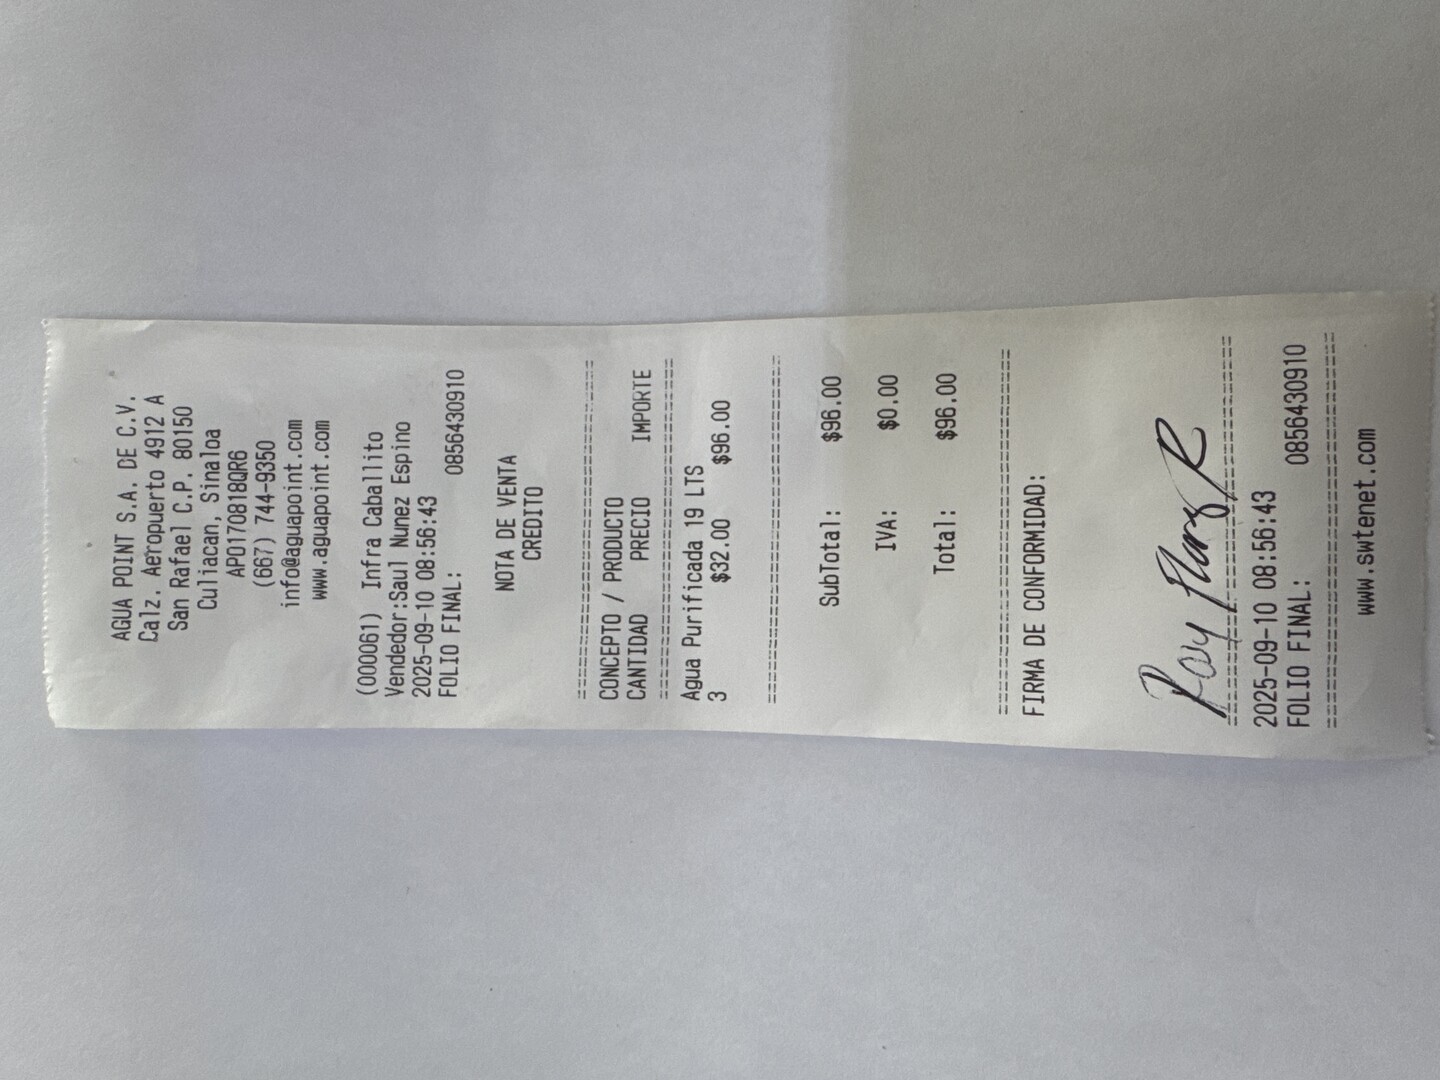 AGUA POINT S.A. DE C.V.
Calz. Aeropuerto 4912 A
San Rafael C.P. 80150
Culiacan, Sinaloa
APO170818QR6
(667) 744-9350
info@aguapoint.com
www.aguapoint.com
(000061) Infra Caballito
Vendedor:Saul Nunez Espino
2025-09-10 08:56:43
FOLIO FINAL: 0856430910
NOTA DE VENTA
CREDITO
CONCEPTO / PRODUCTO
CANTIDAD PRECIO IMPORTE
Agua Purificada 19 LTS
3 $32.00 $96.00
SubTotal: $96.00
IVA: $0.00
Total: $96.00
FIRMA DE CONFORMIDAD:
2025-09-10 08:56:43
FOLIO FINAL: 0856430910
www.swtenet.com